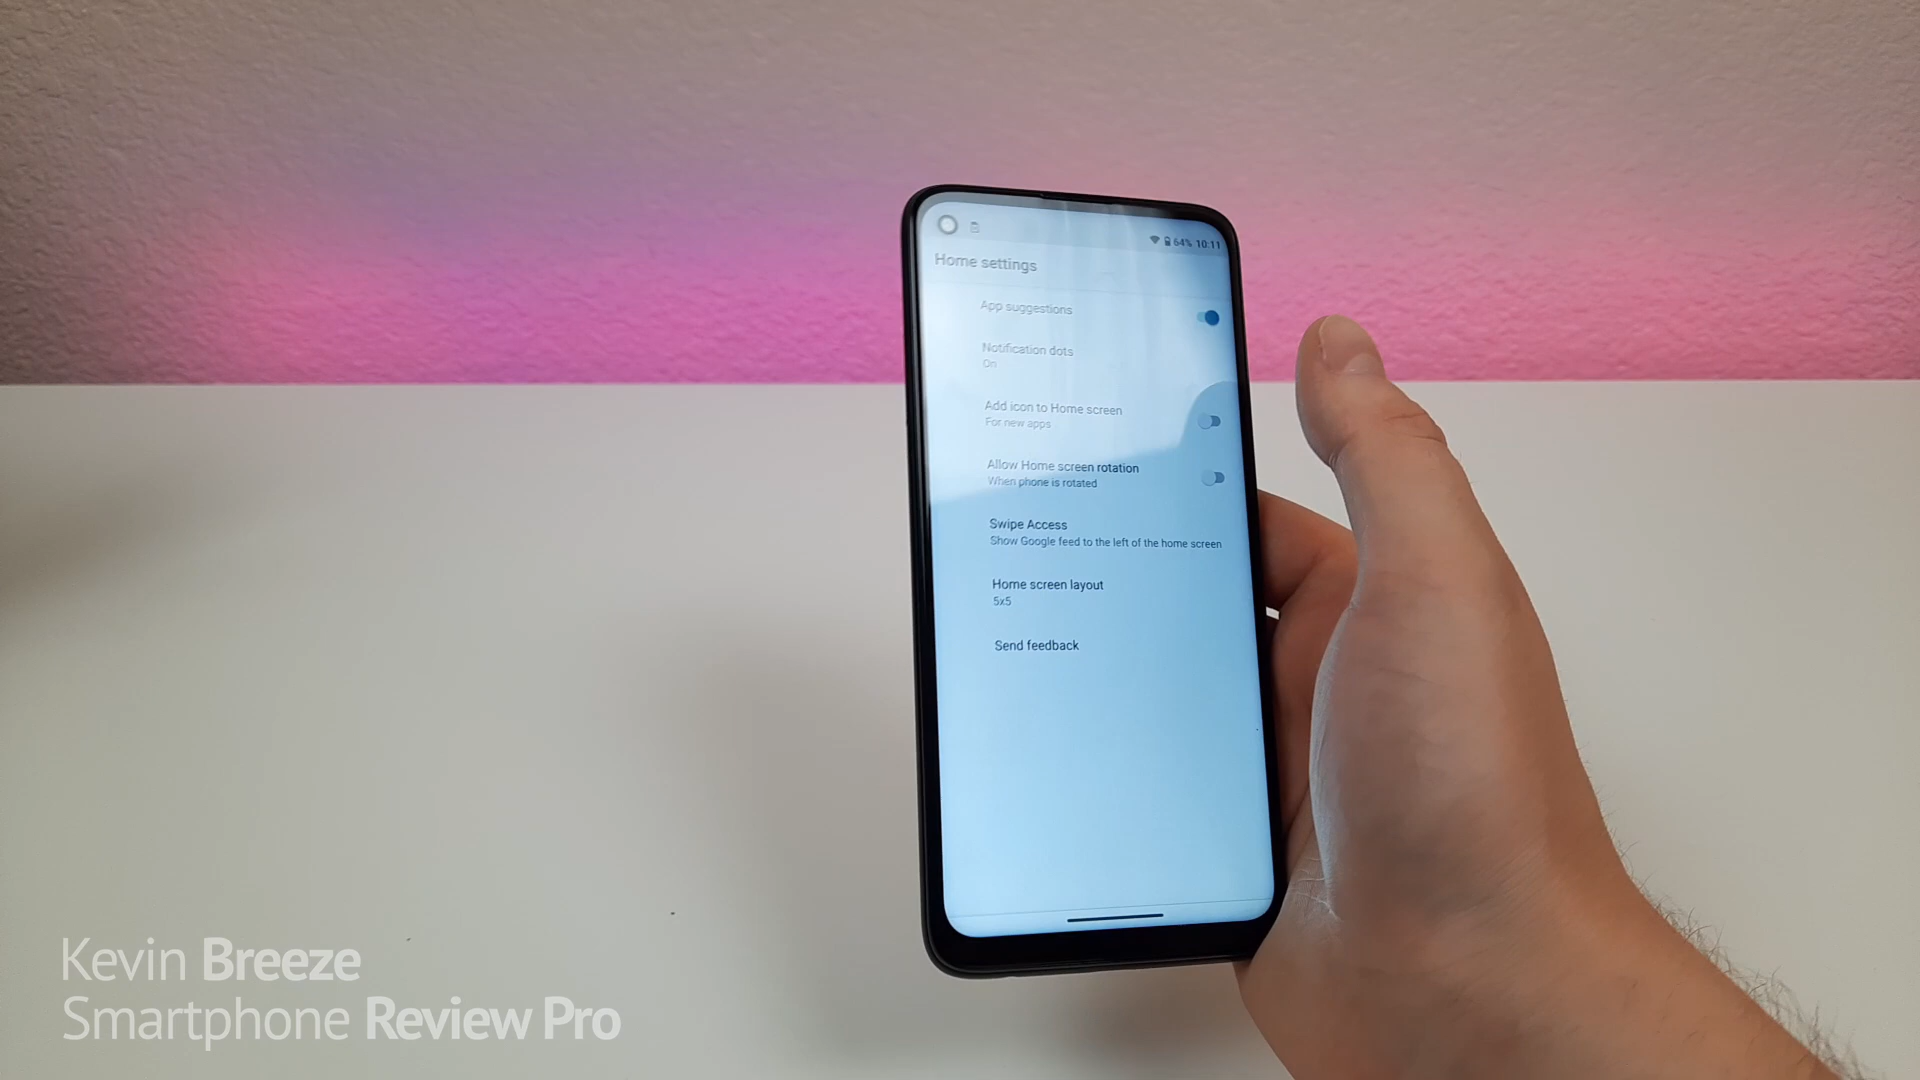 64% 10:11
Home settings
App suggestions
Notification dots
On
Add icon to Home screen
For new apps
Allow Home screen rotation
When phone is rotated
Swipe Access
Show Google feed to the left of the home screen
Home screen layout
5x5
Send feedback
Kevin Breeze
Smartphone Review Pro